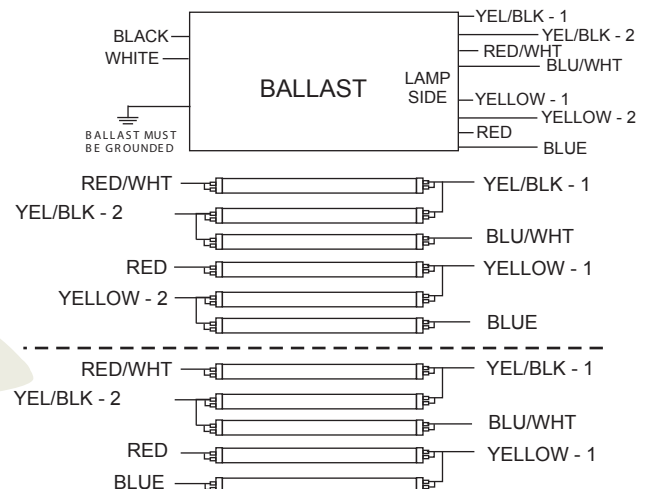 YEL/BLK - 1
BLACK
YEL/BLK - 2
WHITE
RED/WHT
BLU/WHT
BALLAST
LAMP
SIDE
YELLOW - 1
YELLOW - 2
RED
BLUE
BALLAST MUST
BE GROUNDED
RED/WHT
YEL/BLK - 1
YEL/BLK - 2
BLU/WHT
RED
YELLOW - 1
YELLOW - 2
BLUE
RED/WHT
YEL/BLK - 1
YEL/BLK - 2
BLU/WHT
RED
YELLOW - 1
BLUE